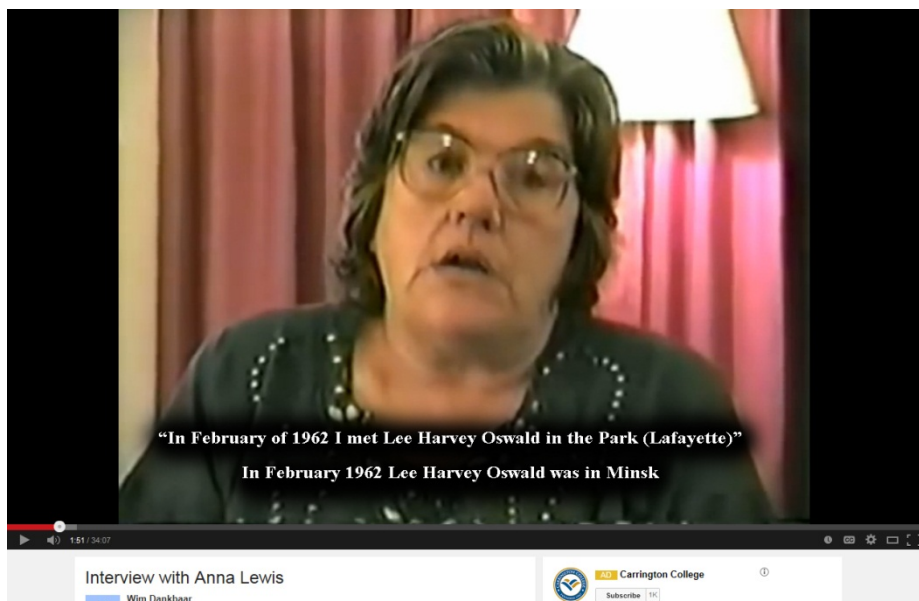 “In February of 1962 I met Lee Harvey Oswald in the Park (Lafayette)”
In February 1962 Lee Harvey Oswald was in Minsk
1:51 / 34:07
CC
Interview with Anna Lewis
Wim Dankbaar
AD Carrington College
Subscribe 1K